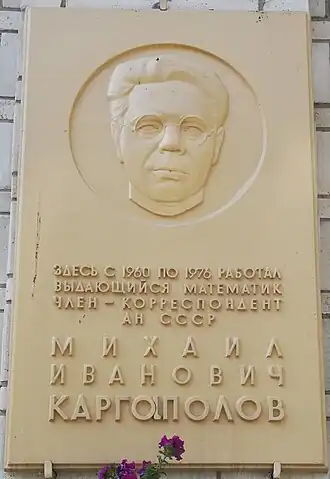 ЗДЕСЬ С 1960 ПО 1976 РАБОТАЛ
ВЫДАЮЩИЙСЯ МАТЕМАТИК
ЧЛЕН - КОРРЕСПОНДЕНТ
АН СССР
МИХАИЛ
ИВАНОВИЧ
КАРГАПОЛОВ